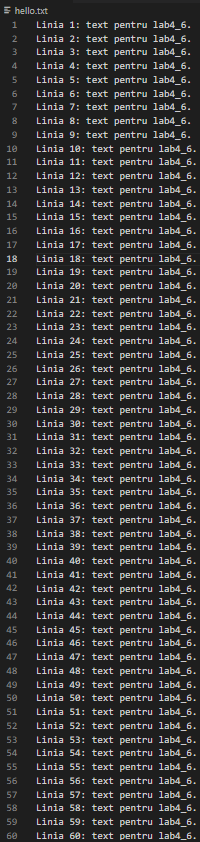 hello.txt
1 Linia 1: text pentru lab4_6.
2 Linia 2: text pentru lab4_6.
3 Linia 3: text pentru lab4_6.
4 Linia 4: text pentru lab4_6.
5 Linia 5: text pentru lab4_6.
6 Linia 6: text pentru lab4_6.
7 Linia 7: text pentru lab4_6.
8 Linia 8: text pentru lab4_6.
9 Linia 9: text pentru lab4_6.
10 Linia 10: text pentru lab4_6.
11 Linia 11: text pentru lab4_6.
12 Linia 12: text pentru lab4_6.
13 Linia 13: text pentru lab4_6.
14 Linia 14: text pentru lab4_6.
15 Linia 15: text pentru lab4_6.
16 Linia 16: text pentru lab4_6.
17 Linia 17: text pentru lab4_6.
18 Linia 18: text pentru lab4_6.
19 Linia 19: text pentru lab4_6.
20 Linia 20: text pentru lab4_6.
21 Linia 21: text pentru lab4_6.
22 Linia 22: text pentru lab4_6.
23 Linia 23: text pentru lab4_6.
24 Linia 24: text pentru lab4_6.
25 Linia 25: text pentru lab4_6.
26 Linia 26: text pentru lab4_6.
27 Linia 27: text pentru lab4_6.
28 Linia 28: text pentru lab4_6.
29 Linia 29: text pentru lab4_6.
30 Linia 30: text pentru lab4_6.
31 Linia 31: text pentru lab4_6.
32 Linia 32: text pentru lab4_6.
33 Linia 33: text pentru lab4_6.
34 Linia 34: text pentru lab4_6.
35 Linia 35: text pentru lab4_6.
36 Linia 36: text pentru lab4_6.
37 Linia 37: text pentru lab4_6.
38 Linia 38: text pentru lab4_6.
39 Linia 39: text pentru lab4_6.
40 Linia 40: text pentru lab4_6.
41 Linia 41: text pentru lab4_6.
42 Linia 42: text pentru lab4_6.
43 Linia 43: text pentru lab4_6.
44 Linia 44: text pentru lab4_6.
45 Linia 45: text pentru lab4_6.
46 Linia 46: text pentru lab4_6.
47 Linia 47: text pentru lab4_6.
48 Linia 48: text pentru lab4_6.
49 Linia 49: text pentru lab4_6.
50 Linia 50: text pentru lab4_6.
51 Linia 51: text pentru lab4_6.
52 Linia 52: text pentru lab4_6.
53 Linia 53: text pentru lab4_6.
54 Linia 54: text pentru lab4_6.
55 Linia 55: text pentru lab4_6.
56 Linia 56: text pentru lab4_6.
57 Linia 57: text pentru lab4_6.
58 Linia 58: text pentru lab4_6.
59 Linia 59: text pentru lab4_6.
60 Linia 60: text pentru lab4_6.